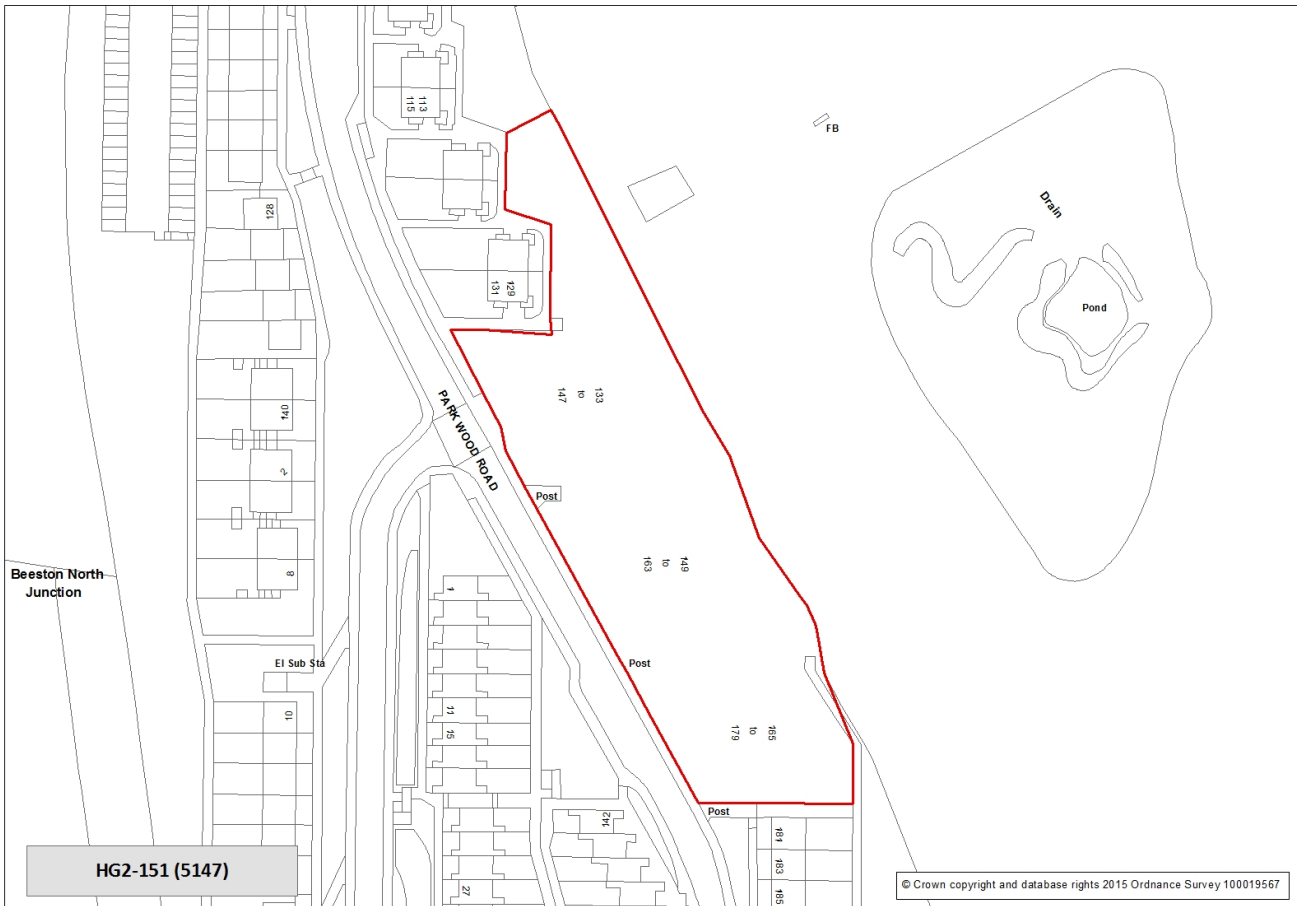 113
115
FB
Drain
128
129
131
Pond
133
to
147
PARK WOOD ROAD
140
2
Post
149
to
163
Beeston North
Junction
8
1
El Sub Sta
Post
10
11
15
165
to
179
Post
142
181
183
185
27
HG2-151 (5147)
© Crown copyright and database rights 2015 Ordnance Survey 100019567